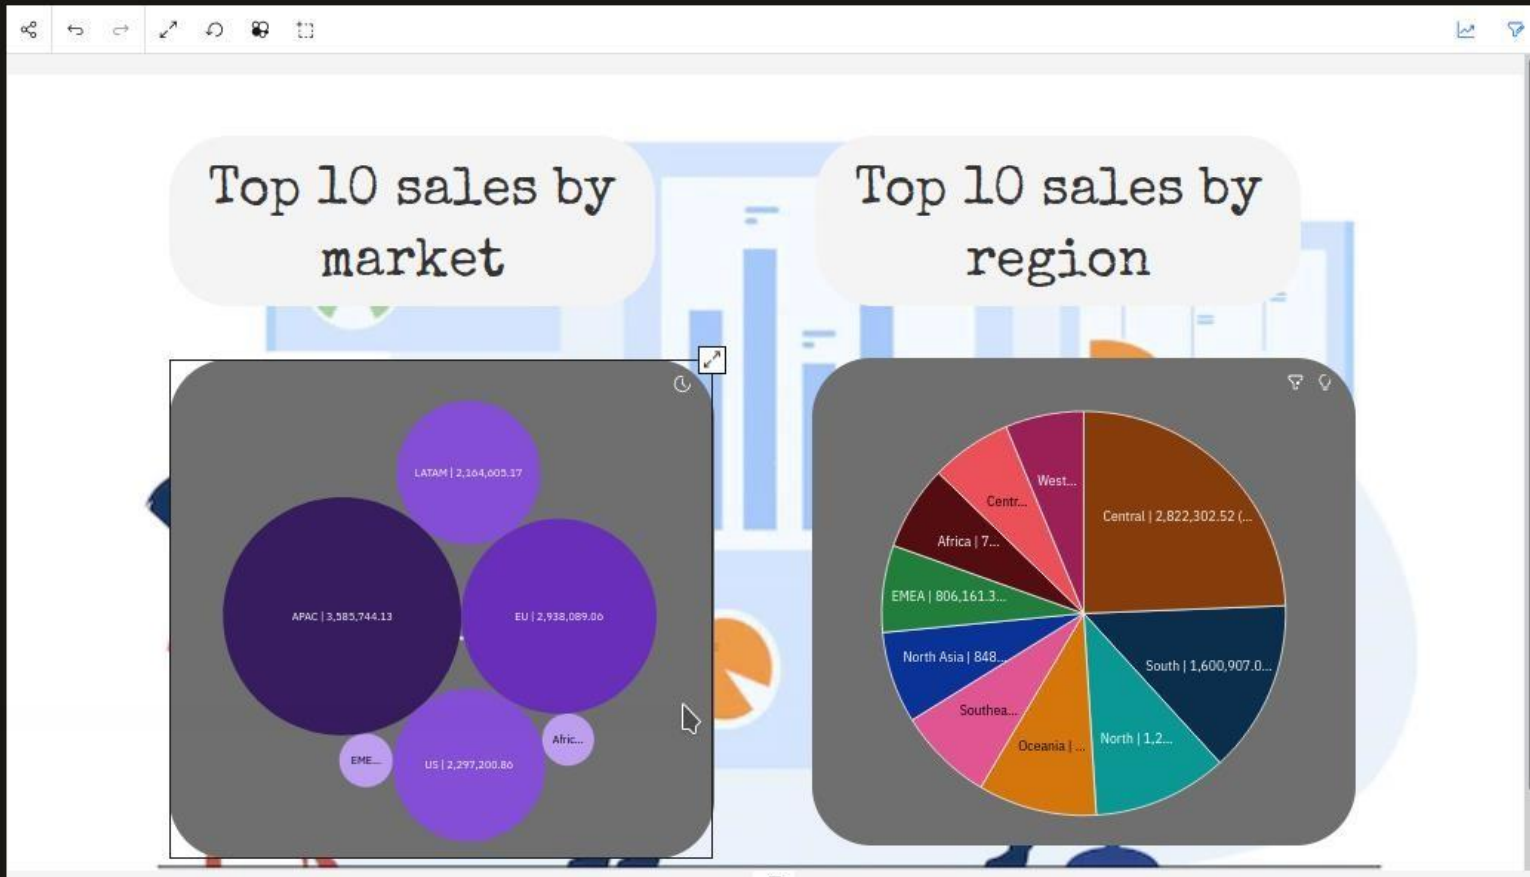 Top 10 sales by
market
Top 10 sales by
region
LATAM | 2,164,605.17
APAC | 3,585,744.13
EU | 2,938,089.06
EME...
US | 2,297,200.86
Afric...
Central | 2,822,302.52 (...
South | 1,600,907.0...
North | 1,2...
Oceania | ...
Southea...
North Asia | 848...
EMEA | 806,161.3...
Africa | 7...
Centr...
West...